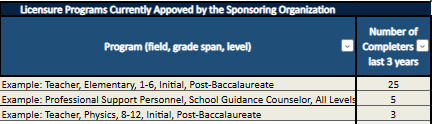 Licensure Programs Currently Appoved by the Sponsoring Organization
Program (field, grade span, level)
Number of
Completers
last 3 years
Example: Teacher, Elementary, 1-6, Initial, Post-Baccalaureate 25
Example: Professional Support Personnel, School Guidance Counselor, All Levels 5
Example: Teacher, Physics, 8-12, Initial, Post-Baccalaureate 3